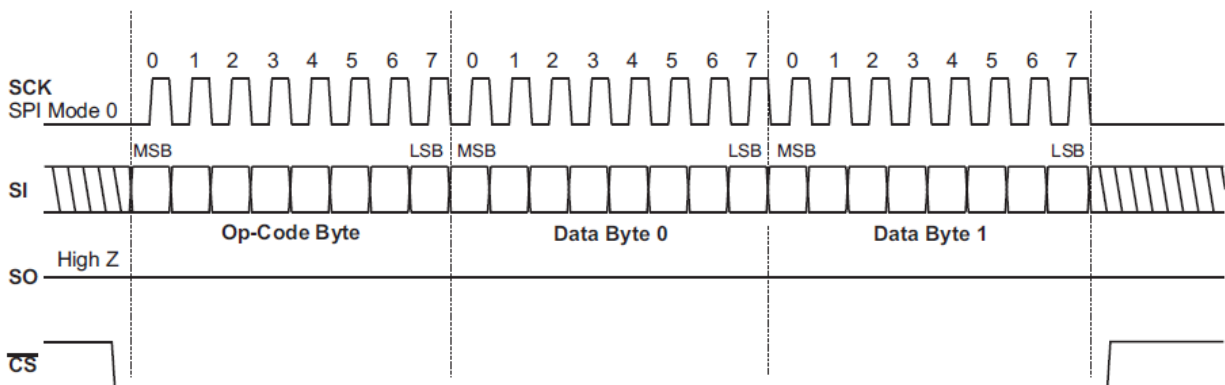 0 1 2 3 4 5 6 7 0 1 2 3 4 5 6 7 0 1 2 3 4 5 6 7
SCK
SPI Mode 0
MSB LSB MSB LSB MSB LSB
SI
Op-Code Byte Data Byte 0 Data Byte 1
High Z
SO
CS